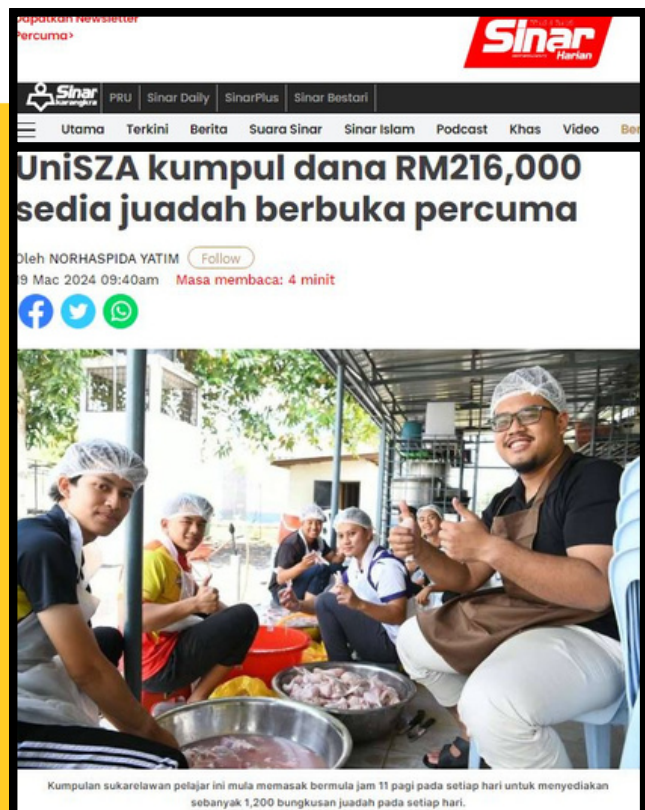 Dapatkan Newsletter
Percuma>
Sinar
Harian
Sinar
karangkra
PRU
Sinar Daily
SinarPlus
Sinar Bestari
Utama
Terkini
Berita
Suara Sinar
Sinar Islam
Podcast
Khas
Video
Ber
UniSZA kumpul dana RM216,000
sedia juadah berbuka percuma
Oleh NORHASPIDA YATIM
Follow
19 Mac 2024 09:40am
Masa membaca: 4 minit
Kumpulan sukarelawan pelajar ini mula memasak bermula jam 11 pagi pada setiap hari untuk menyediakan
sebanyak 1,200 bungkusan juadah pada setiap hari.